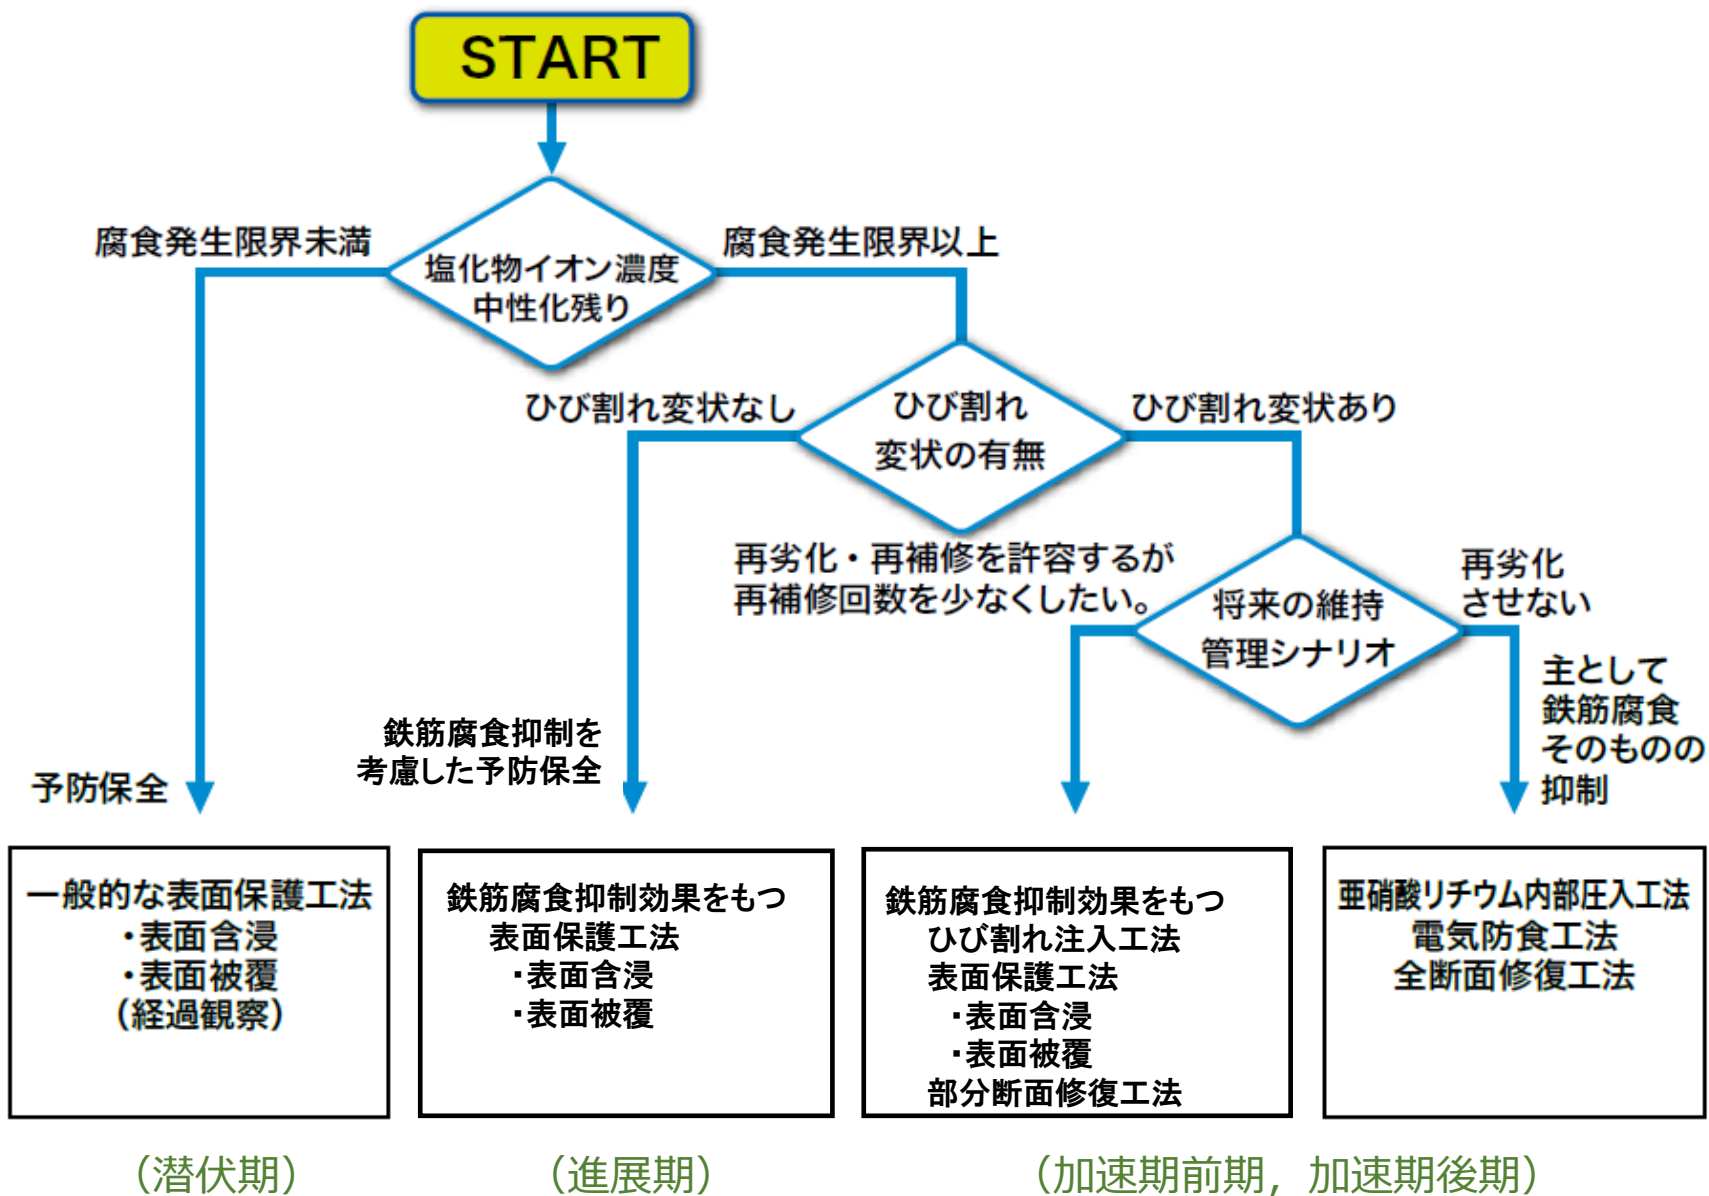 START
腐食発生限界未満
塩化物イオン濃度
中性化残り
腐食発生限界以上
ひび割れ変状なし
ひび割れ
変状の有無
ひび割れ変状あり
再劣化・再補修を許容するが
再補修回数を少なくしたい。
将来の維持
管理シナリオ
再劣化
させない
主として
鉄筋腐食
そのものの
抑制
鉄筋腐食抑制を
考慮した予防保全
予防保全
一般的な表面保護工法
・表面含浸
・表面被覆
(経過観察)
鉄筋腐食抑制効果をもつ
表面保護工法
・表面含浸
・表面被覆
鉄筋腐食抑制効果をもつ
ひび割れ注入工法
表面保護工法
・表面含浸
・表面被覆
部分断面修復工法
亜硝酸リチウム内部圧入工法
電気防食工法
全断面修復工法
（潜伏期）
（進展期）
（加速期前期，加速期後期）